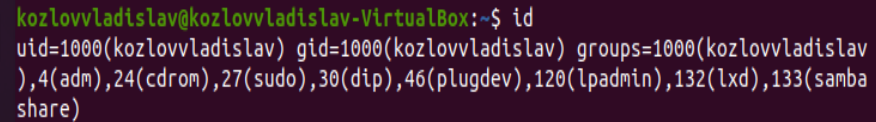 kozlovvladislav@kozlovvladislav-VirtualBox:~$ id
uid=1000(kozlovvladislav) gid=1000(kozlovvladislav) groups=1000(kozlovvladislav
),4(adm),24(cdrom),27(sudo),30(dip),46(plugdev),120(lpadmin),132(lxd),133(samba
share)